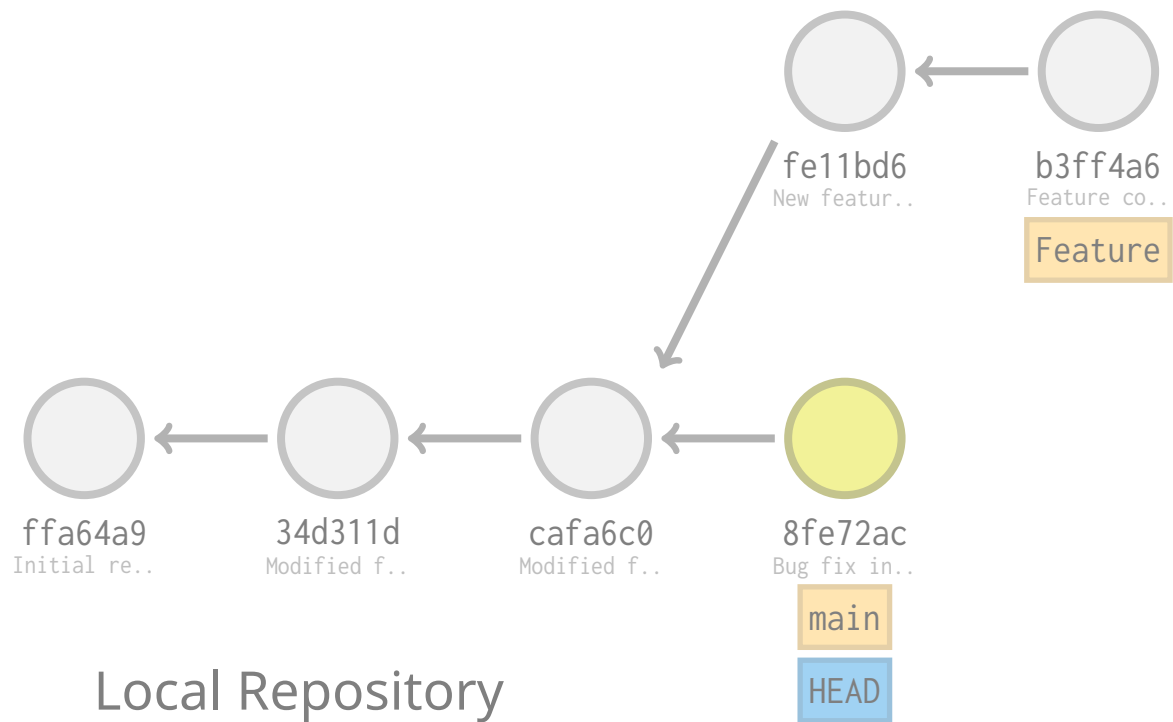 fe11bd6 b3ff4a6
New featur.. Feature co..
Feature
ffa64a9 34d311d cafa6c0 8fe72ac
Initial re.. Modified f.. Modified f.. Bug fix in..
main
Local Repository HEAD